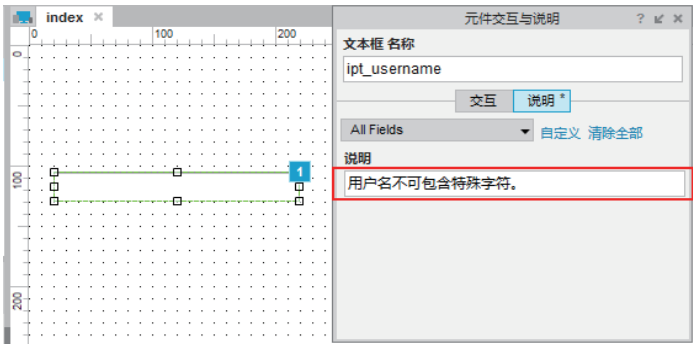 index ×
元件交互与说明 ?
0 100 200
文本框 名称
ipt_username
交互 说明 *
All Fields 自定义 清除全部
说明
用户名不可包含特殊字符。
1
100
200